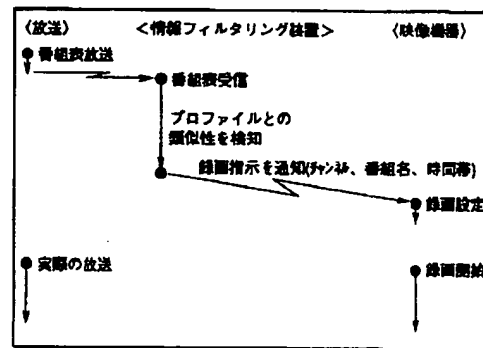 〈放送〉 ＜情報フィルタリング装置＞ 〈映像機器〉
番組表放送
番組表受信
プロファイルとの
類似性を検知
録画指示を通知(チャンネル、番組名、時間帯)
録画設定
実際の放送
録画開始